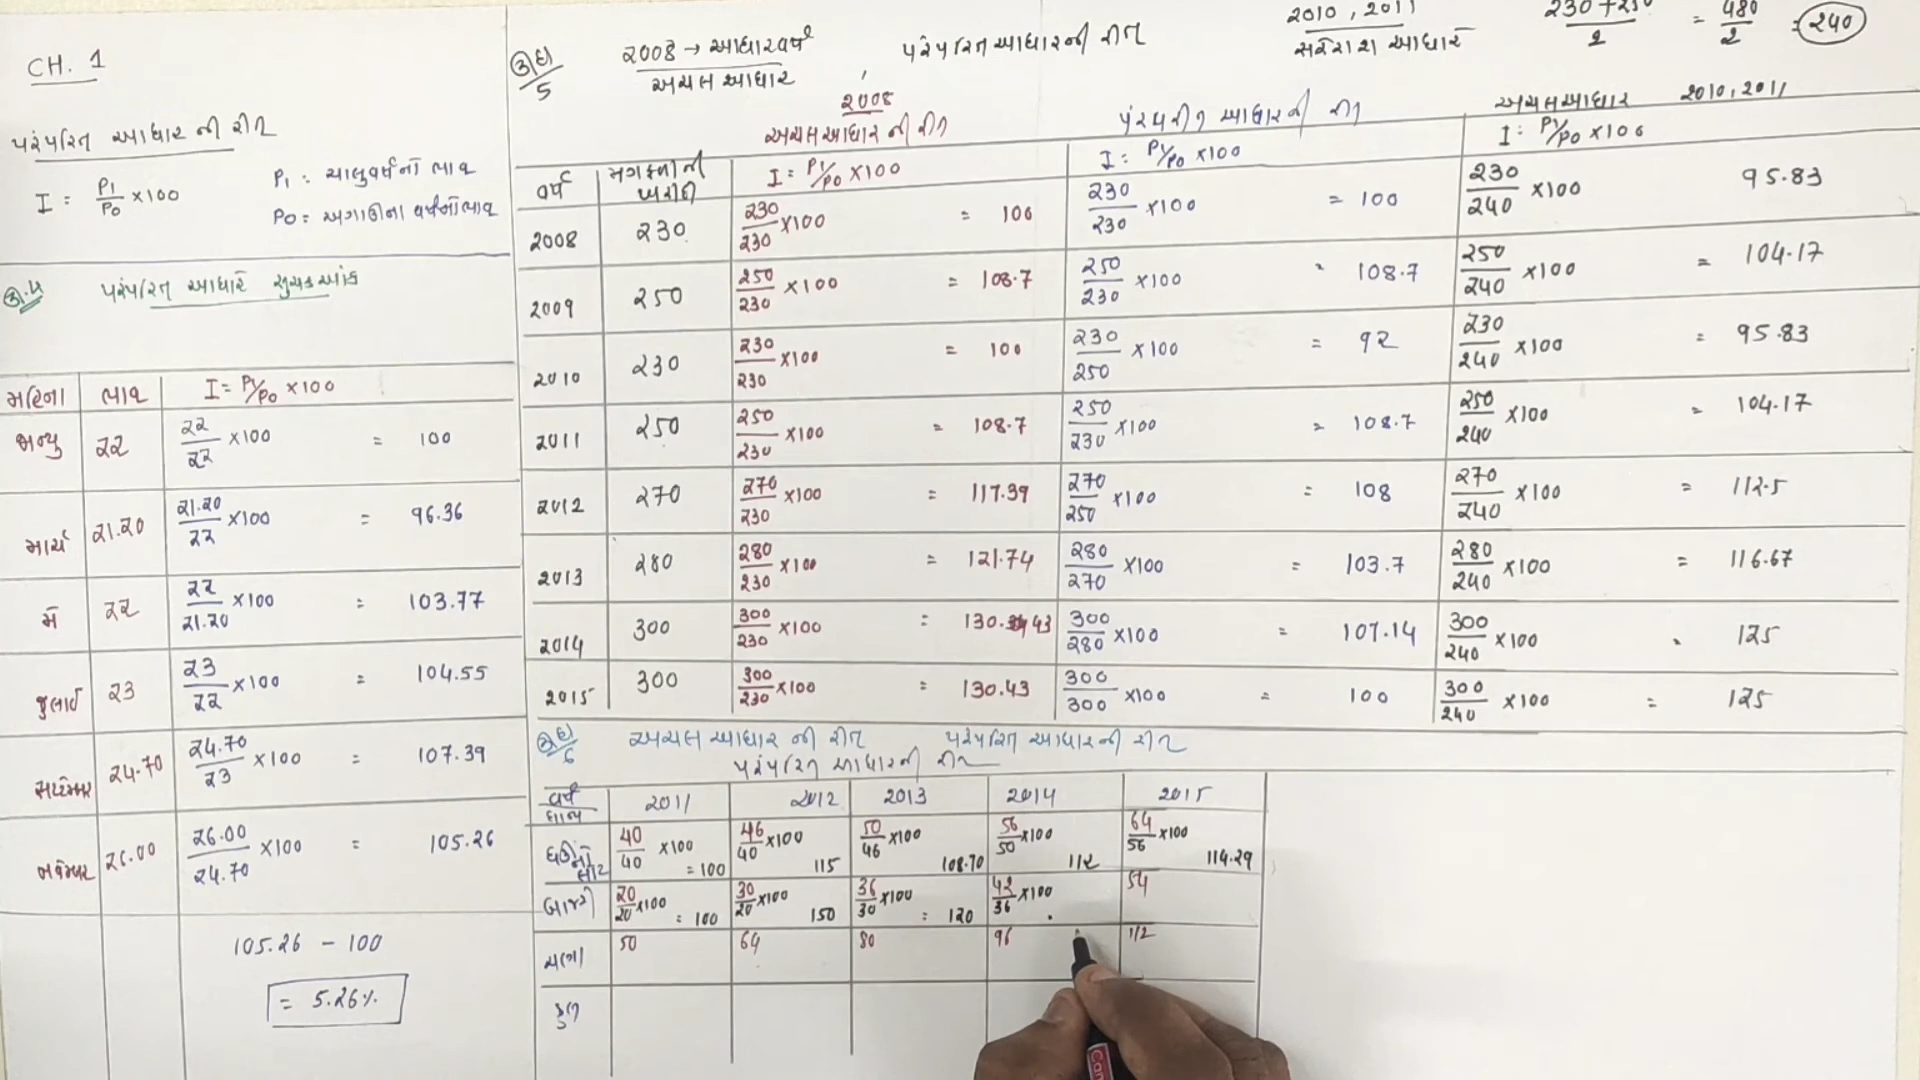 CH. 1
પરંપરિત આધાર ની રીત
I = P1/P0 ×100
P1 = ચાલુવર્ષનો ભાવ
P0 = અગાઉના વર્ષનો ભાવ
પરંપરિત આધારે સુચક આંક
મહિના ભાવ I = P1/P0 ×100
જાન્યુ 22 22/22 ×100 = 100
માર્ચ 21.20 21.20/22 ×100 = 96.36
મે 22 22/21.20 ×100 = 103.77
જુલાઈ 23 23/22 ×100 = 104.55
સપ્ટેમ્બર 24.70 24.70/23 ×100 = 107.39
નવેમ્બર 26.00 26.00/24.70 ×100 = 105.26
105.26 - 100
= 5.26%
ઉદા/5 2008 → આધારવર્ષ
અચલ આધાર , પરંપરિત આધારની રીત
2010, 2011
સરેરાશ આધારે
230+250/2 = 480/2 = 240
2008
અચલ આધાર ની રીત
પરંપરીત આધાર ની રીત
અચલ આધાર 2010, 2011
વર્ષ મગફળીની ખરીદી I = P1/P0 ×100 I = P1/P0 ×100 I = P1/P0 ×100
2008 230 230/230 ×100 = 100 230/230 ×100 = 100 230/240 ×100 95.83
2009 250 250/230 ×100 = 108.7 250/230 ×100 = 108.7 250/240 ×100 = 104.17
2010 230 230/230 ×100 = 100 230/250 ×100 = 92 230/240 ×100 = 95.83
2011 250 250/230 ×100 = 108.7 250/230 ×100 = 108.7 250/240 ×100 = 104.17
2012 270 270/230 ×100 = 117.39 270/250 ×100 = 108 270/240 ×100 = 112.5
2013 280 280/230 ×100 = 121.74 280/270 ×100 = 103.7 280/240 ×100 = 116.67
2014 300 300/230 ×100 = 130.43 300/280 ×100 = 107.14 300/240 ×100 = 125
2015 300 300/230 ×100 = 130.43 300/300 ×100 = 100 300/240 ×100 = 125
ઉદા/6 અચલ આધાર ની રીત પરંપરિત આધારની રીત
પરંપરિત આધારની રીત
વર્ષ 2011 2012 2013 2014 2015
ઘઉંનો લોટ 40/40 ×100 = 100 46/40 ×100 115 50/46 ×100 108.70 56/50 ×100 112 64/56 ×100 114.29
બાજરી 20/20 ×100 = 100 30/20 ×100 150 36/30 ×100 = 120 42/36 ×100 54
ચણા 50 64 80 96 112
કુલ